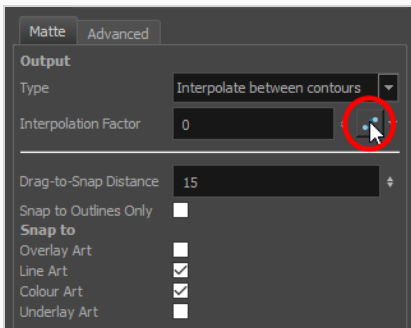 Matte Advanced
Output
Type Interpolate between contours
Interpolation Factor 0
Drag-to-Snap Distance 15
Snap to Outlines Only
Snap to
Overlay Art
Line Art
Colour Art
Underlay Art